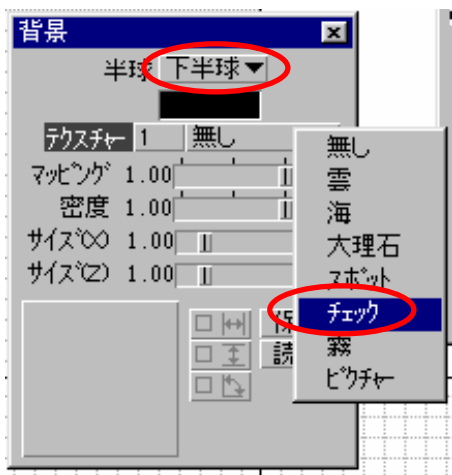 背景
半球 下半球▼
テクスチャー 1 無し
マッピング 1.00
密度 1.00
サイズ(X) 1.00
サイズ(Z) 1.00
無し
雲
海
大理石
スポット
チェック
霧
ピクチャー